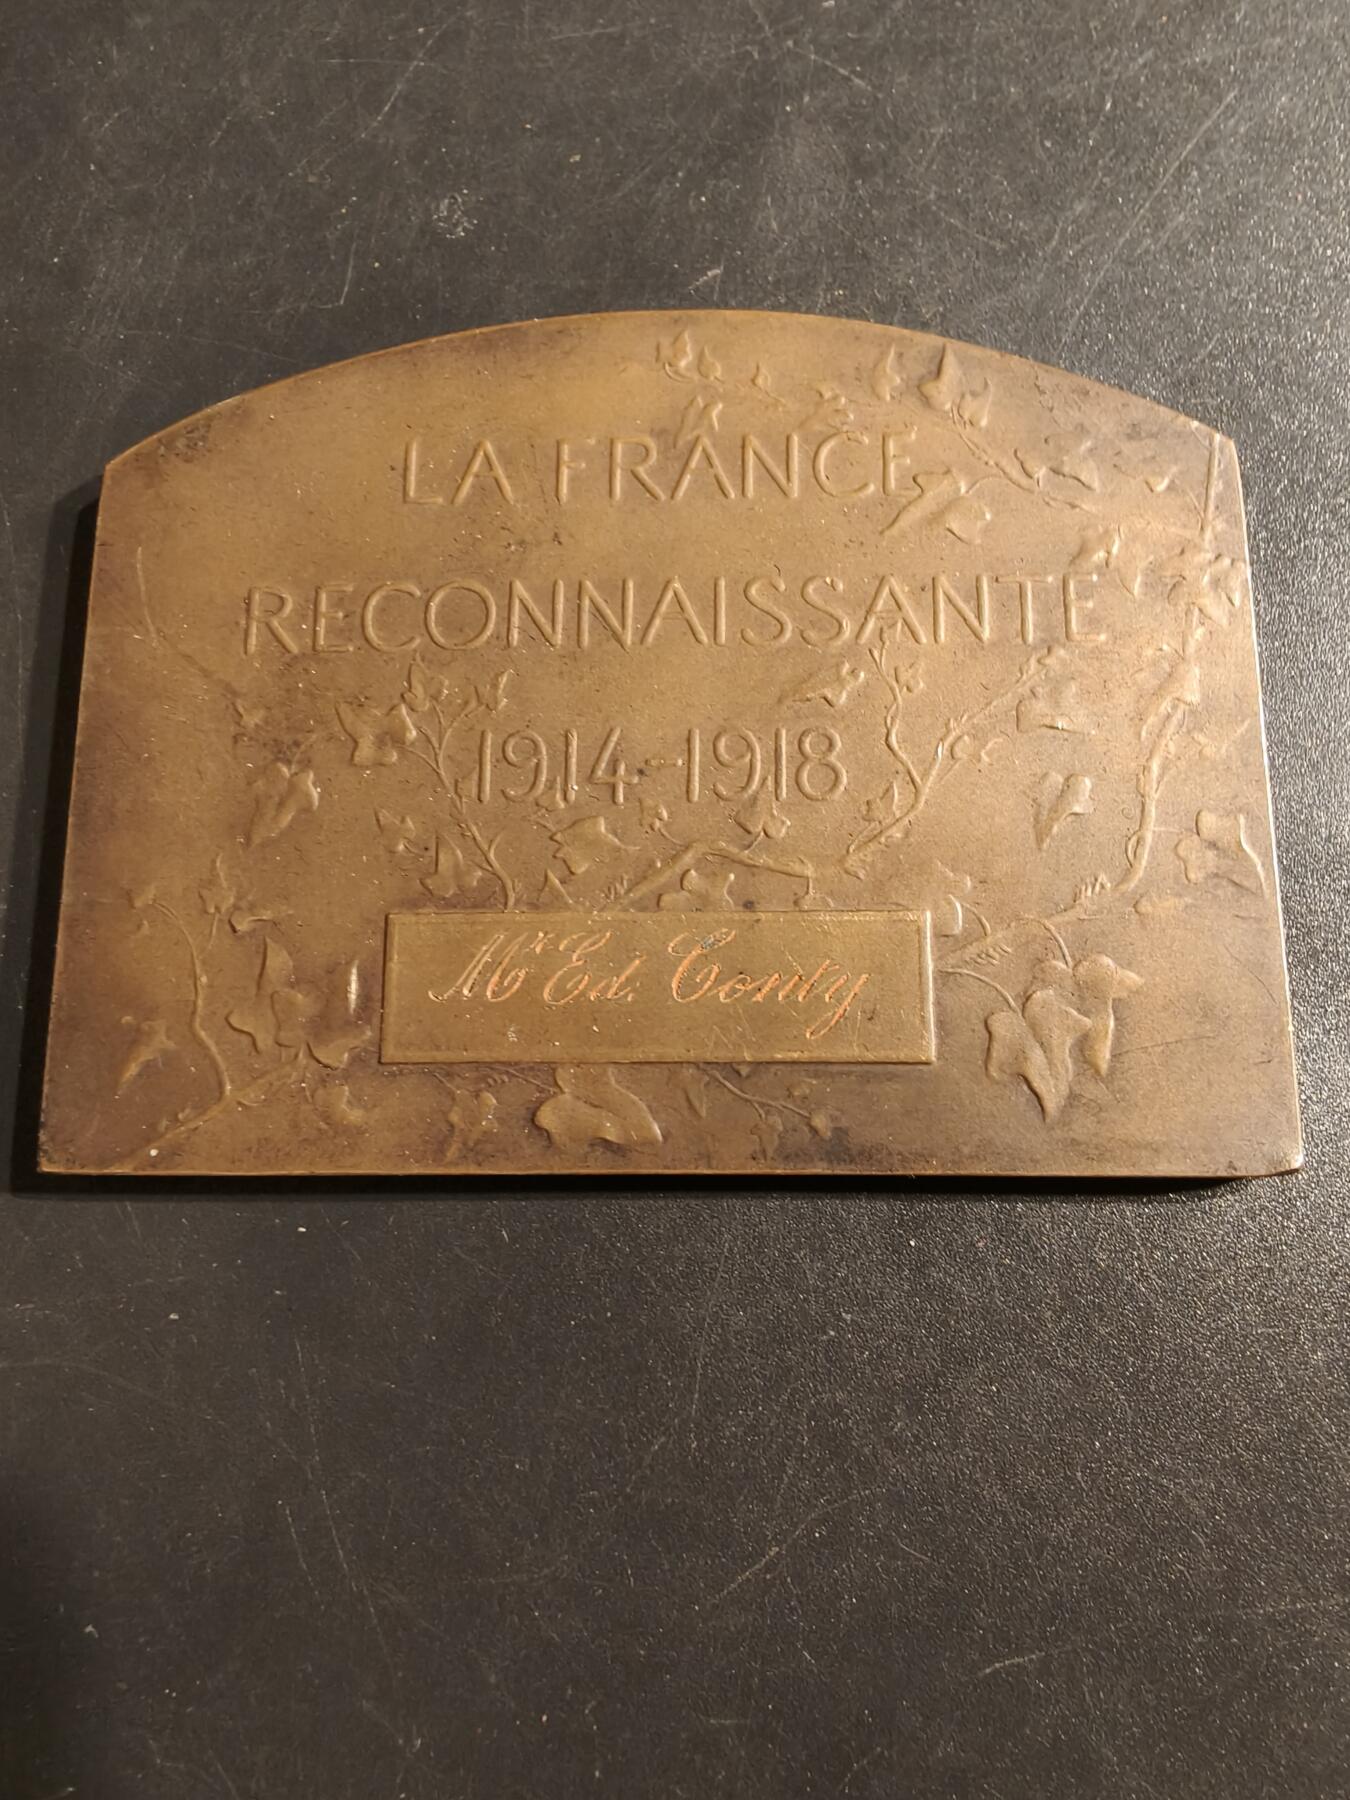 LA FRANCE
RECONNAISSANTE
1914-1918
Mr Ed. Conty